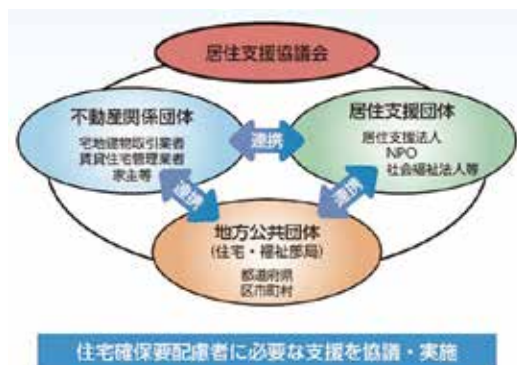 居住支援協議会
不動産関係団体
宅地建物取引業者
賃貸住宅管理業者
家主等
連携
居住支援団体
居住支援法人
NPO
社会福祉法人等
連携
連携
地方公共団体
(住宅・福祉部局)
都道府県
区市町村
住宅確保要配慮者に必要な支援を協議・実施